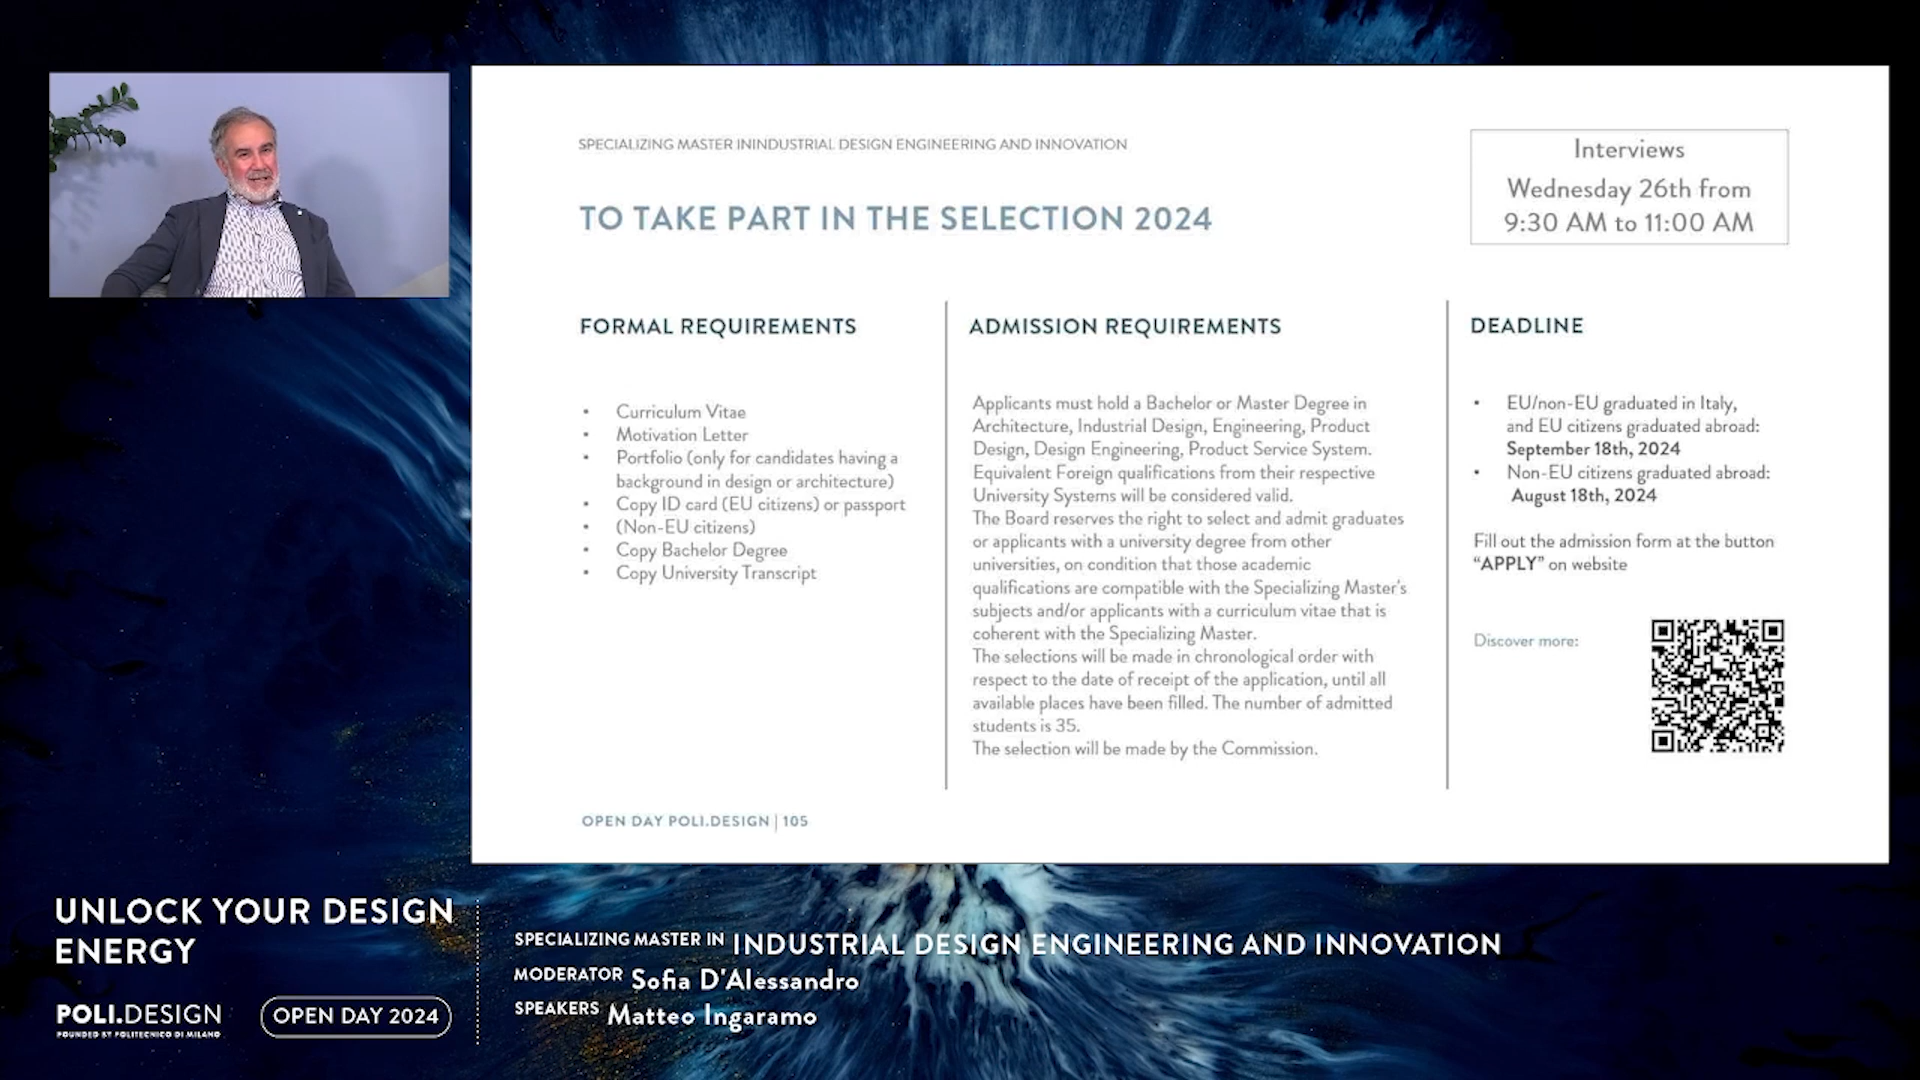 SPECIALIZING MASTER ININDUSTRIAL DESIGN ENGINEERING AND INNOVATION
TO TAKE PART IN THE SELECTION 2024
Interviews
Wednesday 26th from
9:30 AM to 11:00 AM
FORMAL REQUIREMENTS
• Curriculum Vitae
• Motivation Letter
• Portfolio (only for candidates having a
background in design or architecture)
• Copy ID card (EU citizens) or passport
• (Non-EU citizens)
• Copy Bachelor Degree
• Copy University Transcript
ADMISSION REQUIREMENTS
Applicants must hold a Bachelor or Master Degree in
Architecture, Industrial Design, Engineering, Product
Design, Design Engineering, Product Service System.
Equivalent Foreign qualifications from their respective
University Systems will be considered valid.
The Board reserves the right to select and admit graduates
or applicants with a university degree from other
universities, on condition that those academic
qualifications are compatible with the Specializing Master's
subjects and/or applicants with a curriculum vitae that is
coherent with the Specializing Master.
The selections will be made in chronological order with
respect to the date of receipt of the application, until all
available places have been filled. The number of admitted
students is 35.
The selection will be made by the Commission.
DEADLINE
• EU/non-EU graduated in Italy,
and EU citizens graduated abroad:
September 18th, 2024
• Non-EU citizens graduated abroad:
August 18th, 2024
Fill out the admission form at the button
“APPLY” on website
Discover more:
OPEN DAY POLI.DESIGN | 105
UNLOCK YOUR DESIGN
ENERGY
POLI.DESIGN
FOUNDED BY POLITECNICO DI MILANO
OPEN DAY 2024
SPECIALIZING MASTER IN INDUSTRIAL DESIGN ENGINEERING AND INNOVATION
MODERATOR Sofia D'Alessandro
SPEAKERS Matteo Ingaramo